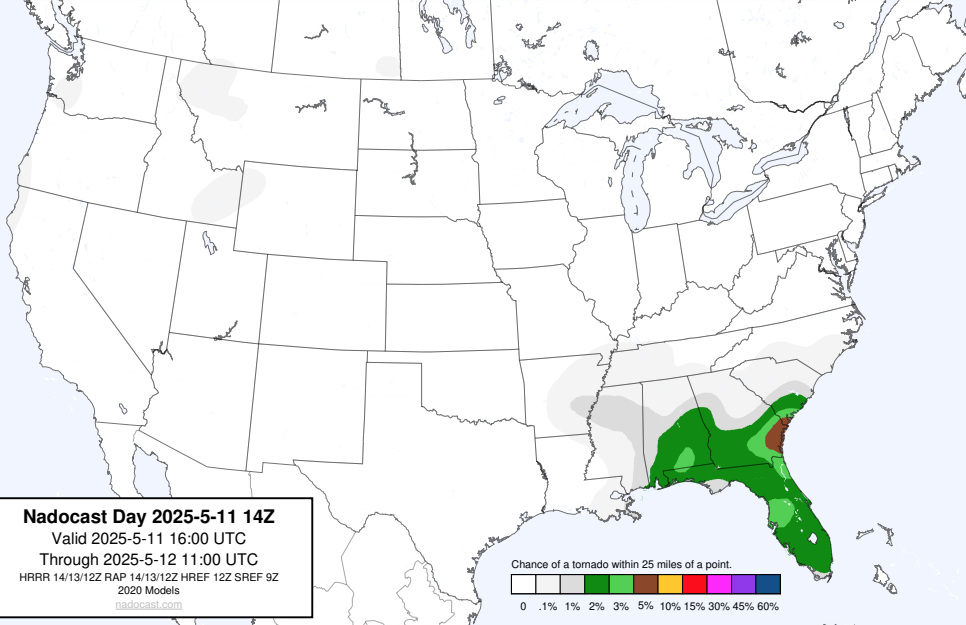 Nadocast Day 2025-5-11 14Z
Valid 2025-5-11 16:00 UTC
Through 2025-5-12 11:00 UTC
HRRR 14/13/12Z RAP 14/13/12Z HREF 12Z SREF 9Z
2020 Models
nadocast.com
Chance of a tornado within 25 miles of a point.
0 .1% 1% 2% 3% 5% 10% 15% 30% 45% 60%